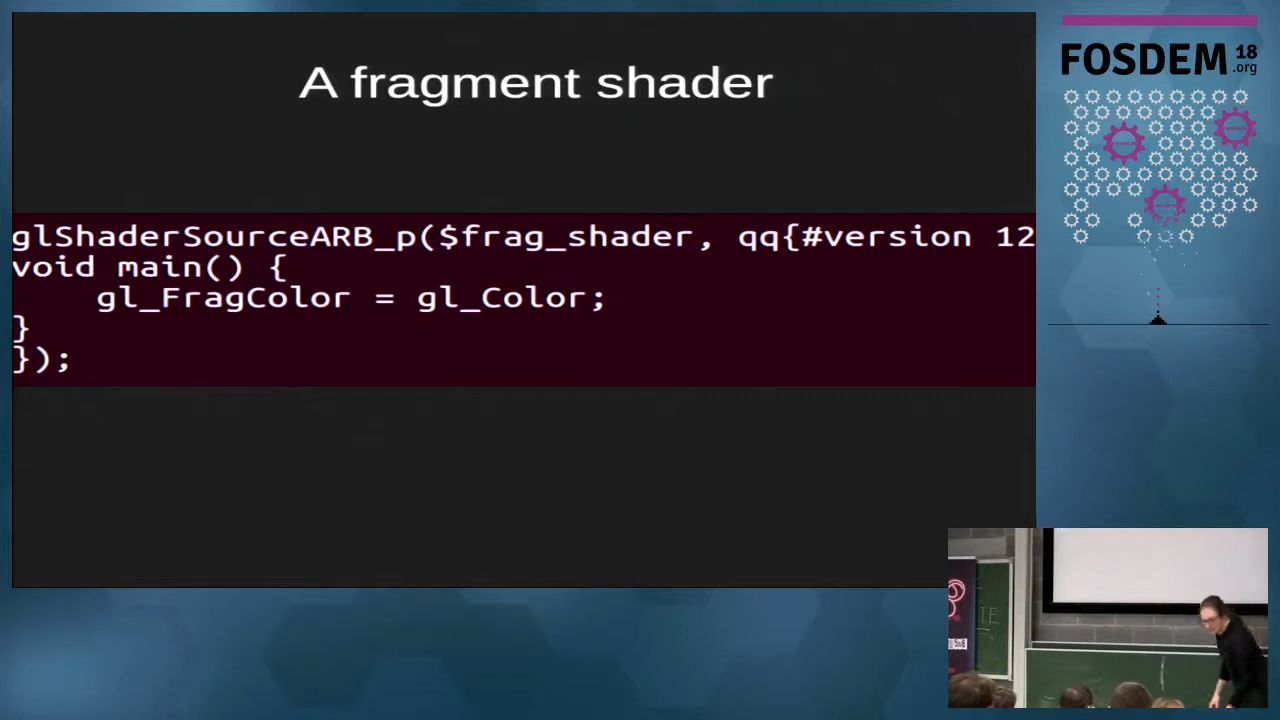 A fragment shader
FOSDEM 18
.org
glShaderSourceARB_p($frag_shader, qq{#version 12
void main() {
    gl_FragColor = gl_Color;
}
});